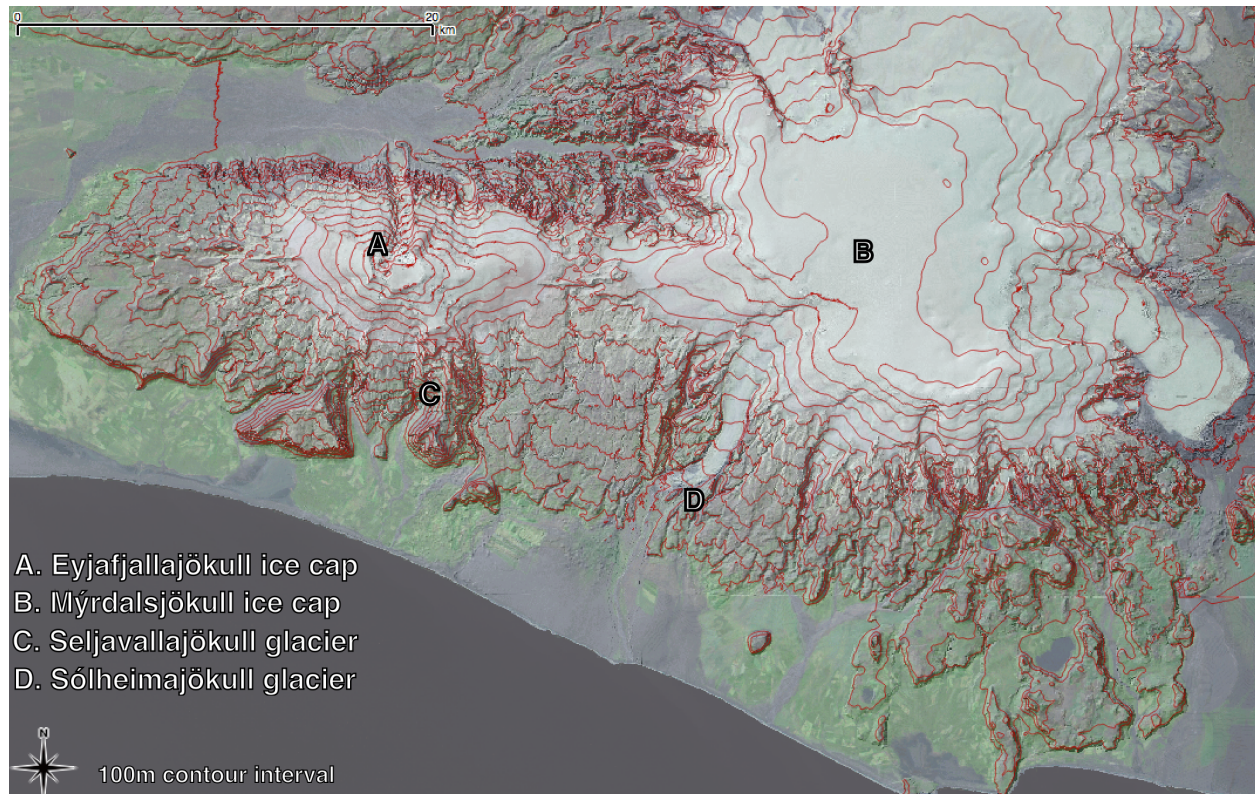 0 20
km
A
B
C
D
A. Eyjafjallajökull ice cap
B. Mýrdalsjökull ice cap
C. Seljavallajökull glacier
D. Sólheimajökull glacier
N
100m contour interval